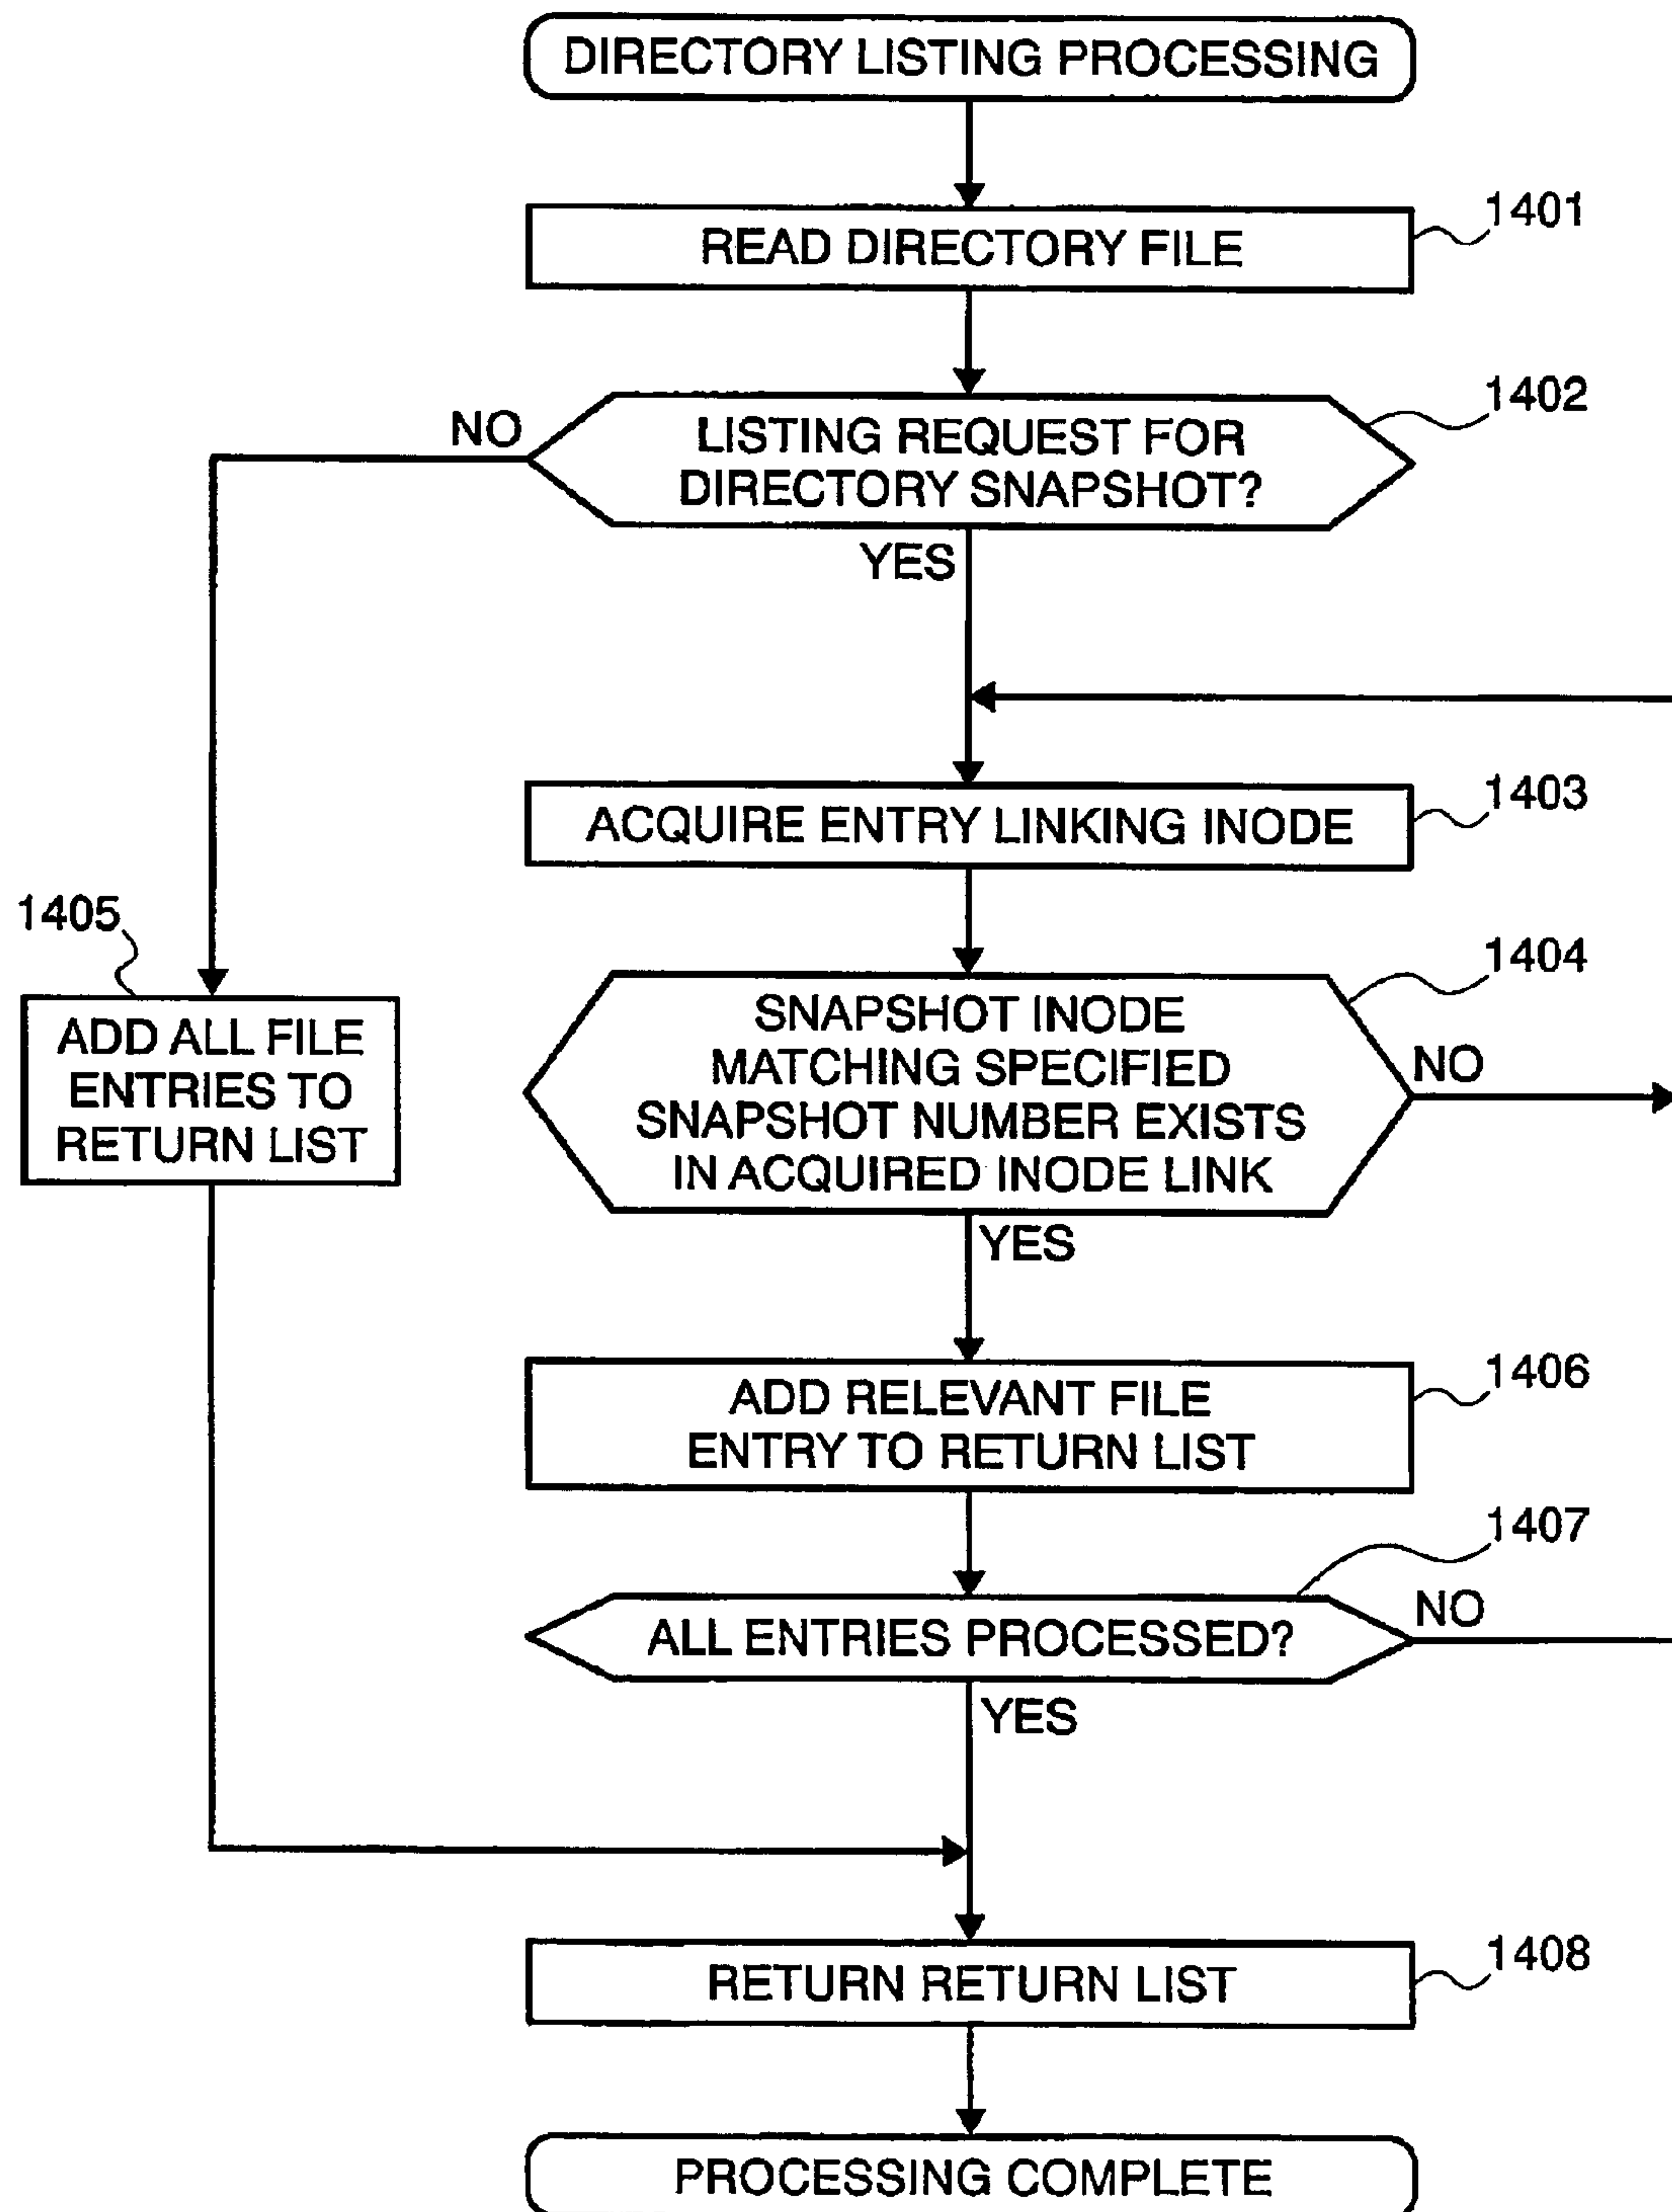 DIRECTORY LISTING PROCESSING
READ DIRECTORY FILE
1401
LISTING REQUEST FOR
DIRECTORY SNAPSHOT?
1402
NO
YES
ACQUIRE ENTRY LINKING INODE
1403
1405
ADD ALL FILE
ENTRIES TO
RETURN LIST
SNAPSHOT INODE
MATCHING SPECIFIED
SNAPSHOT NUMBER EXISTS
IN ACQUIRED INODE LINK
1404
NO
YES
ADD RELEVANT FILE
ENTRY TO RETURN LIST
1406
ALL ENTRIES PROCESSED?
1407
NO
YES
RETURN RETURN LIST
1408
PROCESSING COMPLETE